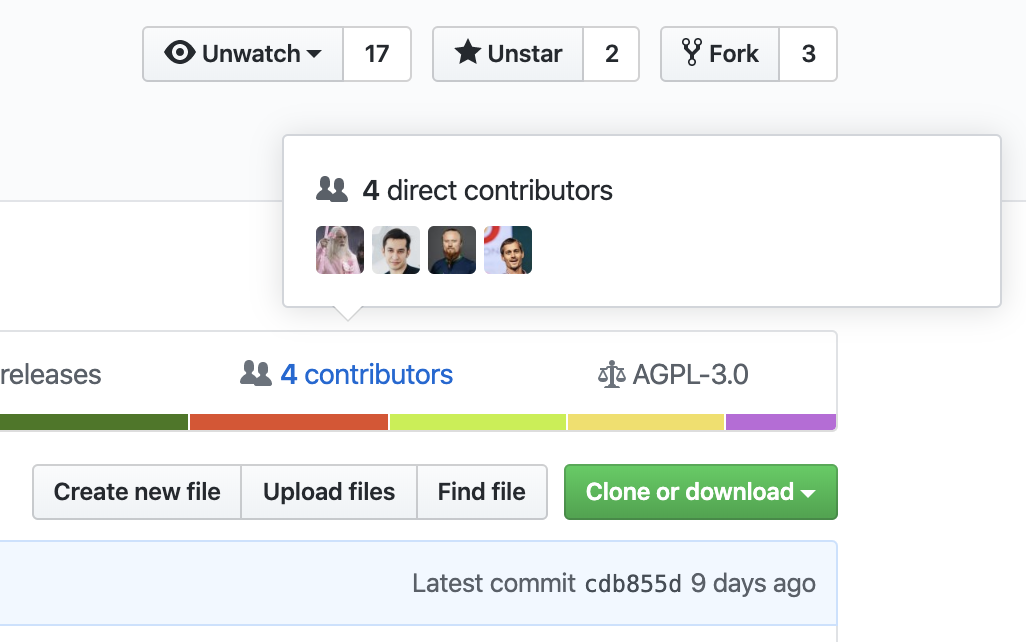 Unwatch 17 Unstar 2 Fork 3
4 direct contributors
releases 4 contributors AGPL-3.0
Create new file Upload files Find file Clone or download
Latest commit cdb855d 9 days ago